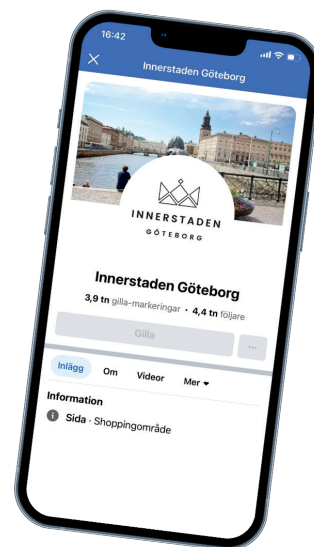 16:42
Innerstaden Göteborg
INNERSTADEN
GÖTEBORG
Innerstaden Göteborg
3,9 tn gilla-markeringar • 4,4 tn följare
Gilla
Inlägg Om Videor Mer
Information
Sida · Shoppingområde